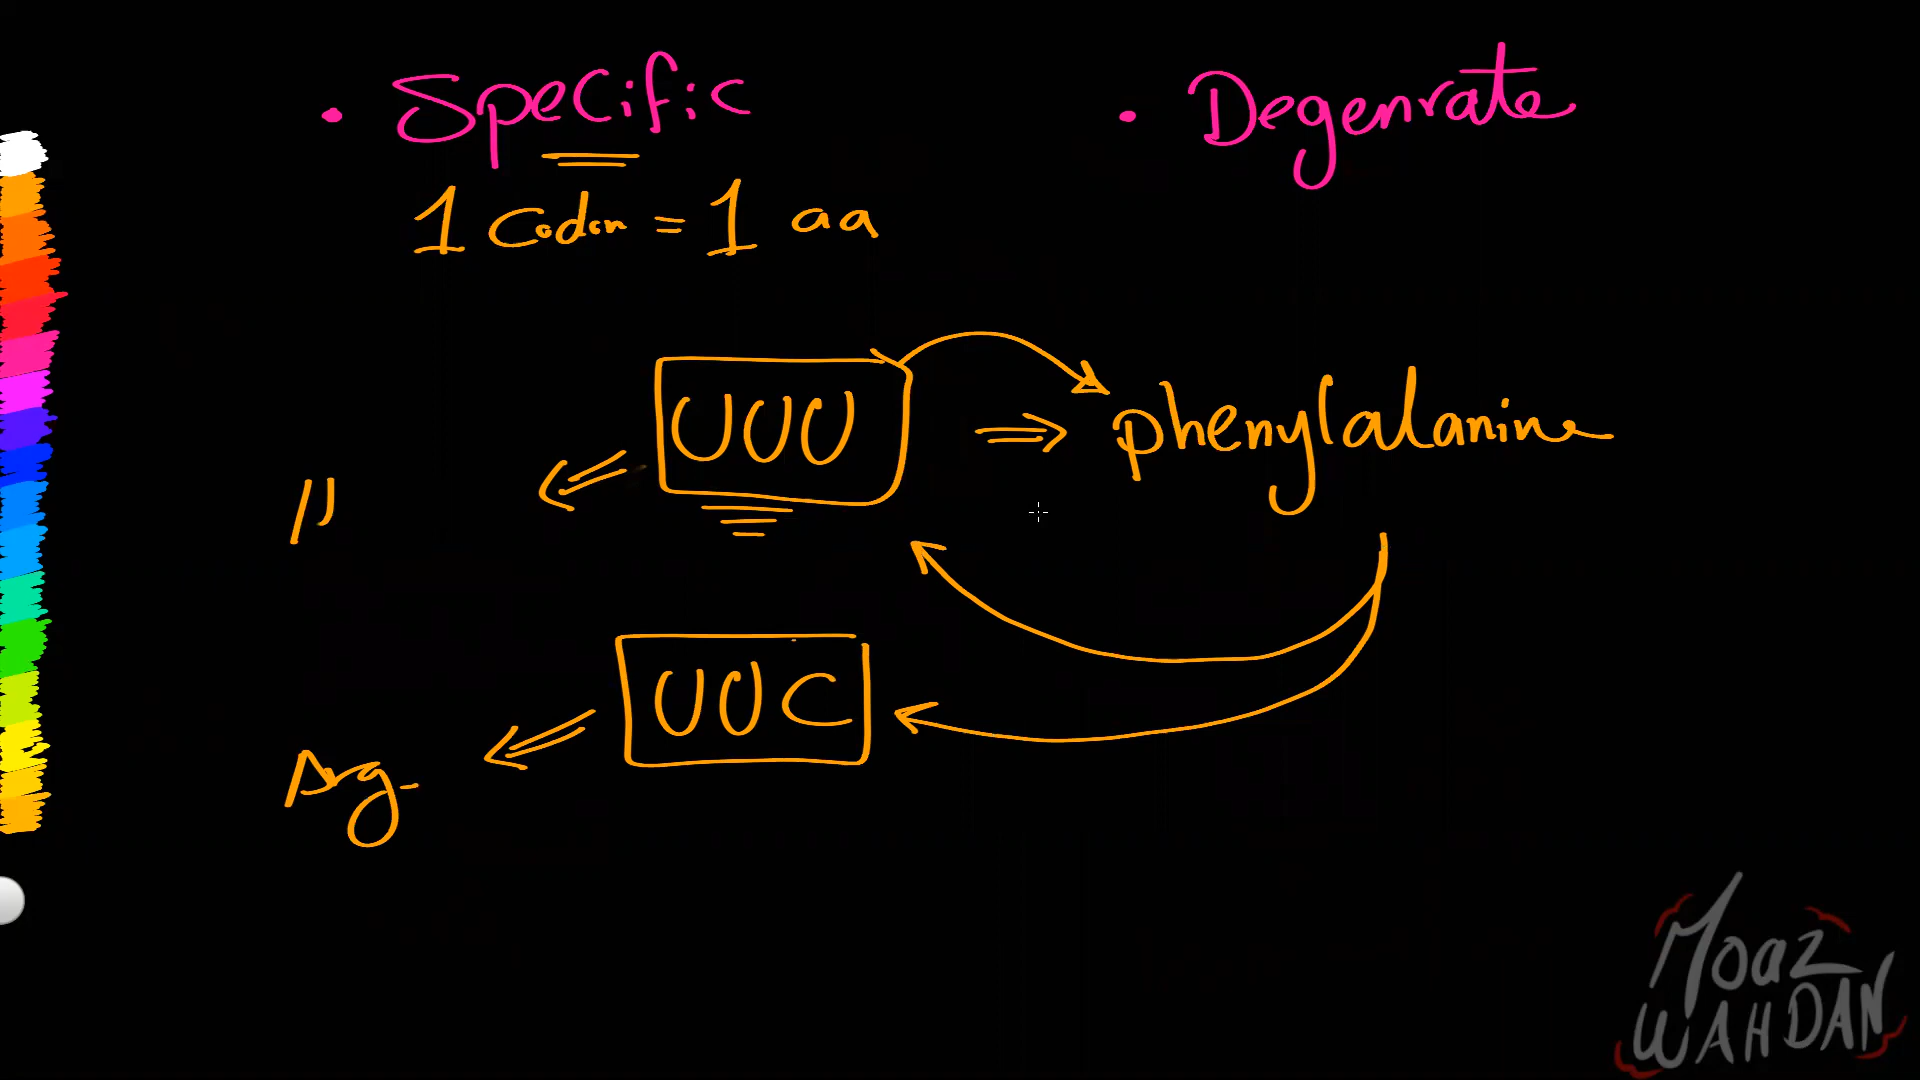 • Specific
• Degenrate
1 Codon = 1 aa
UUU ⇒ phenylalanine
UUC
Arg
MOAZ
WAHDAN